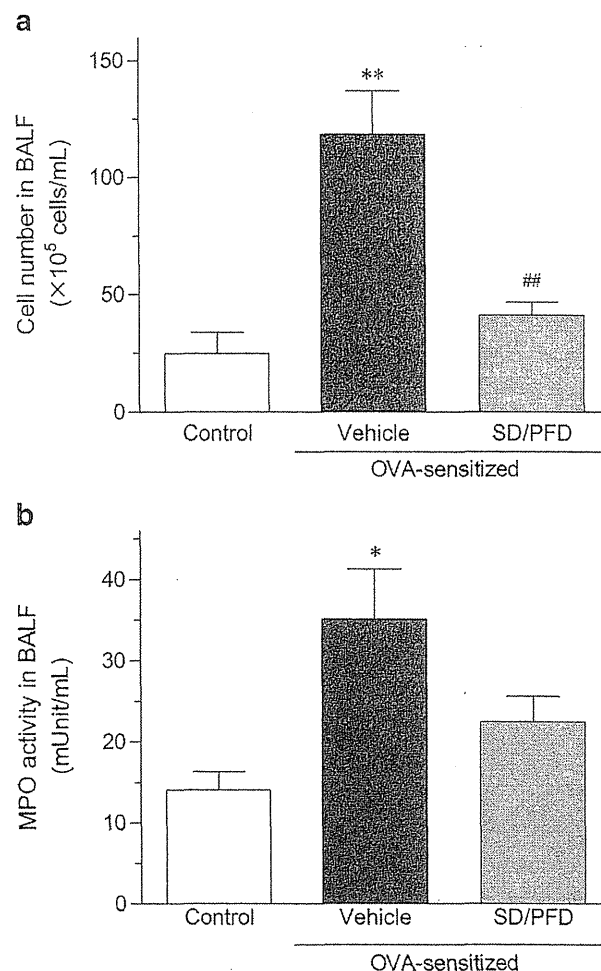 a
Cell number in BALF
(×10⁵ cells/mL)
150
100
50
0
**
##
Control Vehicle SD/PFD
OVA-sensitized
b
MPO activity in BALF
(mUnit/mL)
40
30
20
10
0
*
Control Vehicle SD/PFD
OVA-sensitized